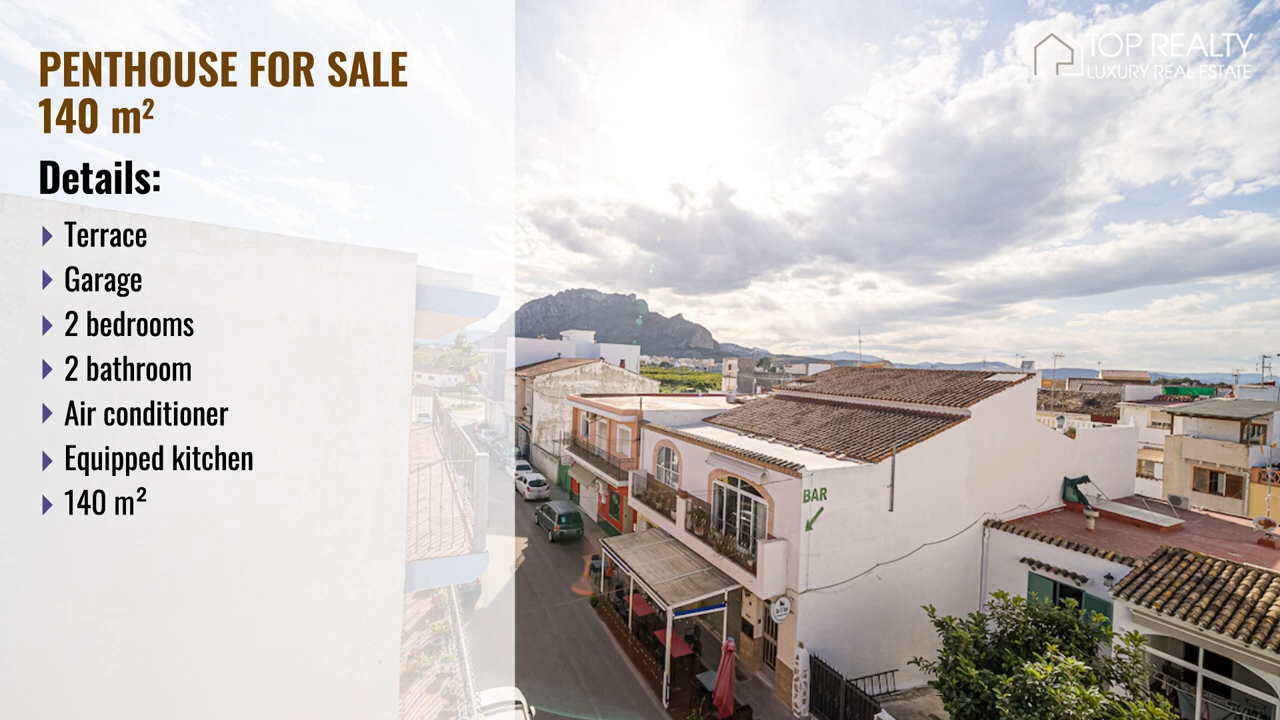 PENTHOUSE FOR SALE
140 m²
Details:
Terrace
Garage
2 bedrooms
2 bathroom
Air conditioner
Equipped kitchen
140 m²
TOP REALTY
LUXURY REAL ESTATE
BAR